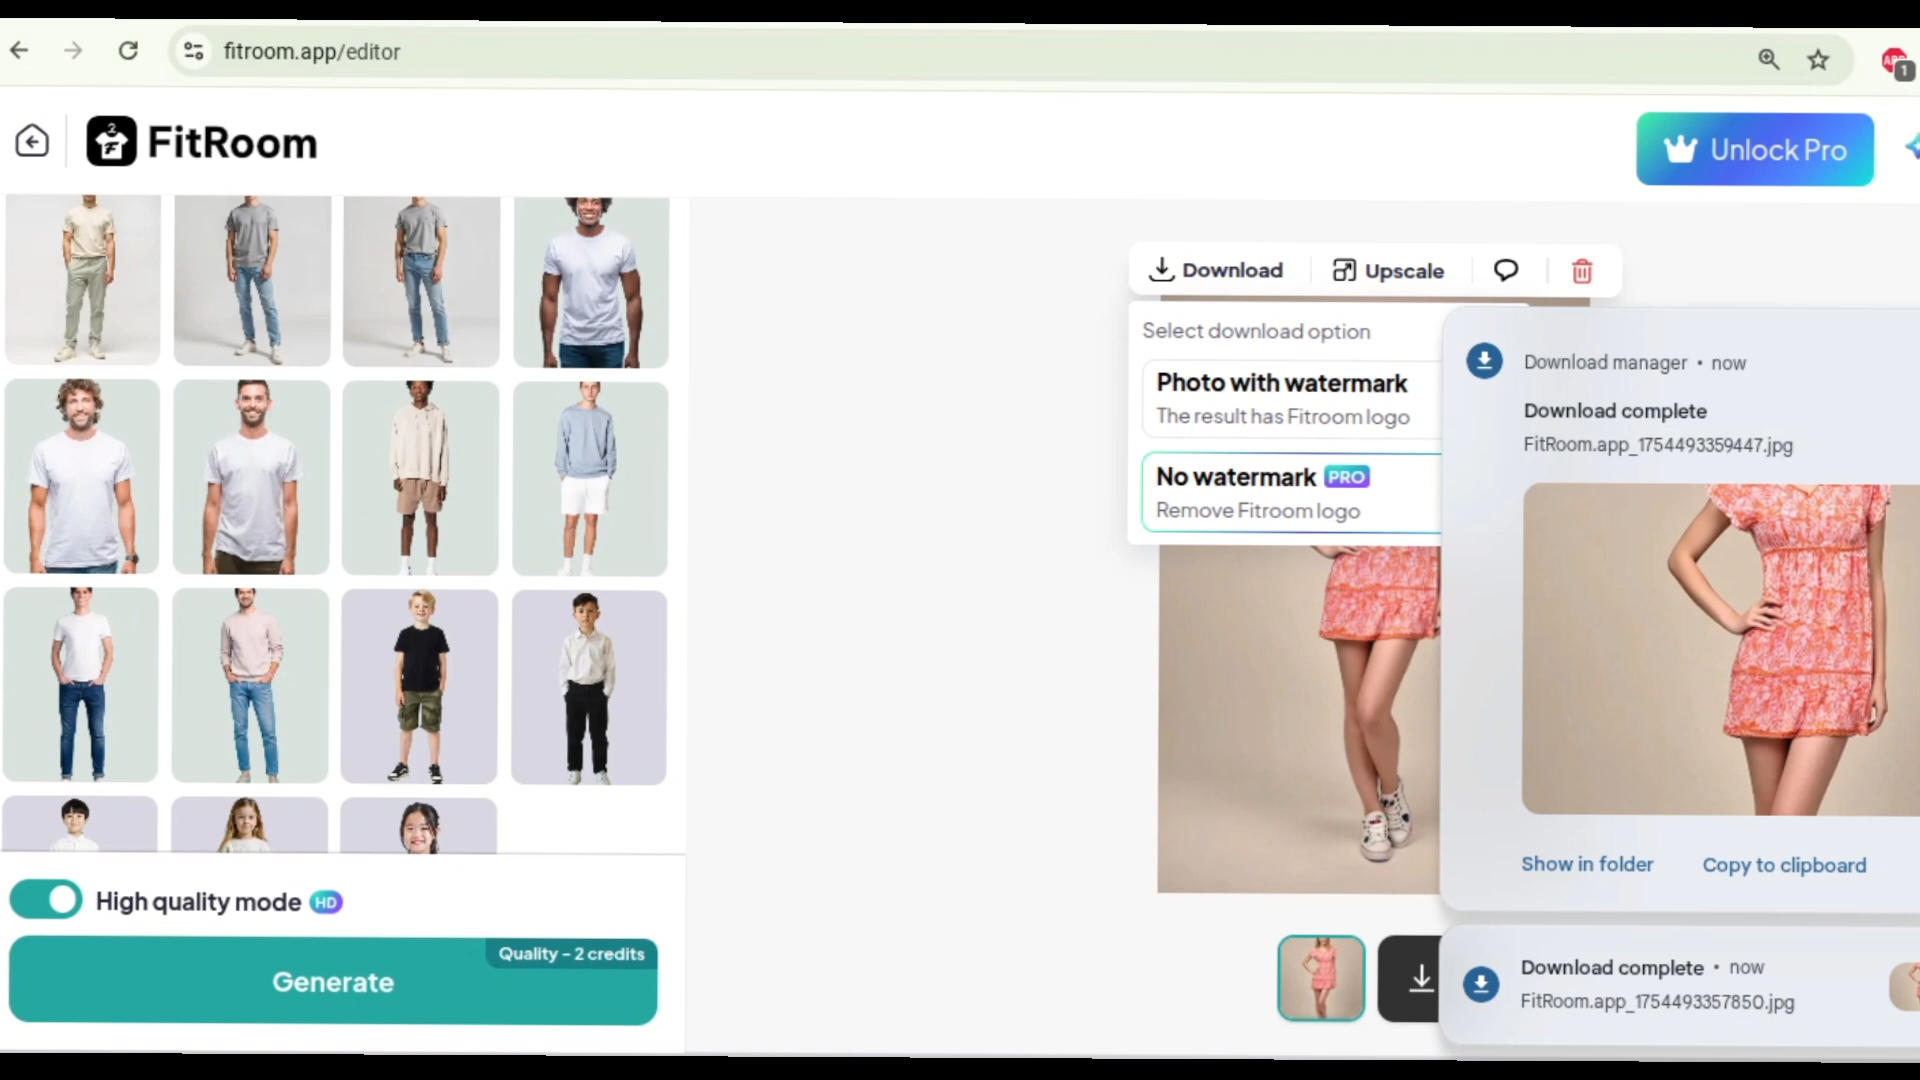 fitroom.app/editor
1
FitRoom
Unlock Pro
Download
Upscale
Select download option
Photo with watermark
The result has Fitroom logo
No watermark PRO
Remove Fitroom logo
Download manager • now
Download complete
FitRoom.app_1754493359447.jpg
Show in folder
Copy to clipboard
High quality mode HD
Quality – 2 credits
Generate
Download complete • now
FitRoom.app_1754493357850.jpg